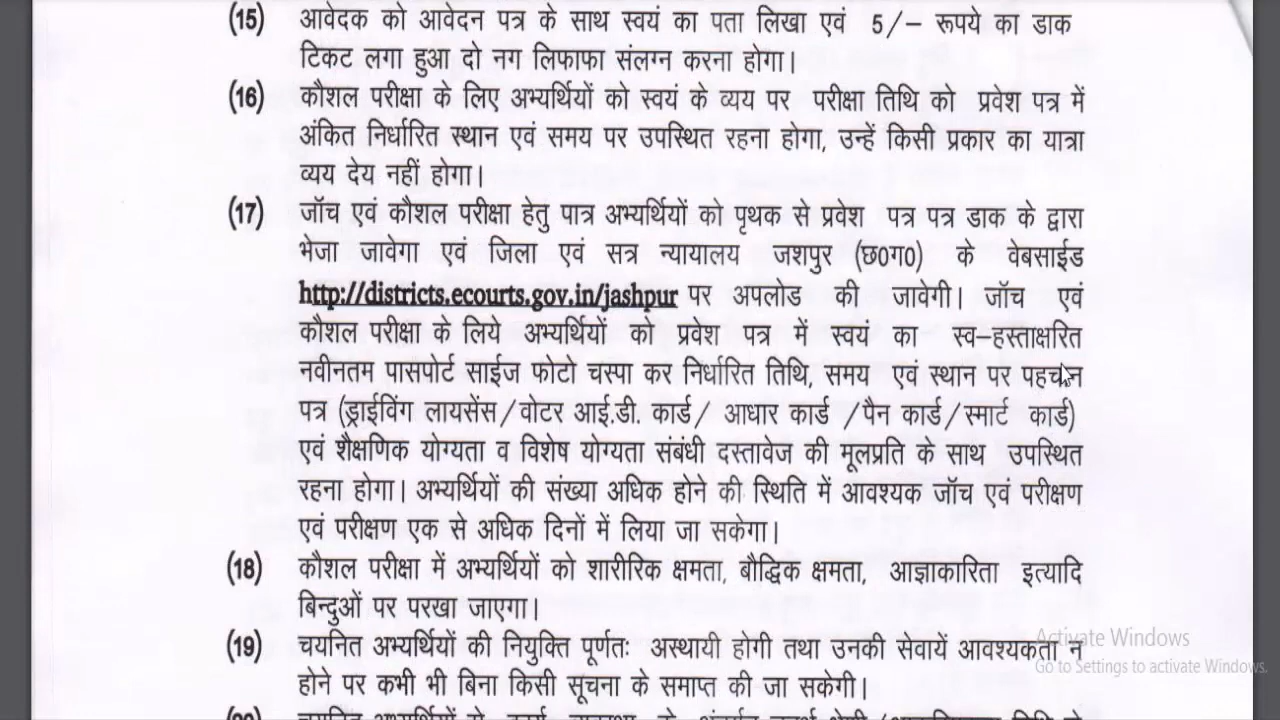 (15) आवेदक को आवेदन पत्र के साथ स्वयं का पता लिखा एवं 5/– रूपये का डाक
टिकट लगा हुआ दो नग लिफाफा संलग्न करना होगा।
(16) कौशल परीक्षा के लिए अभ्यर्थियों को स्वयं के व्यय पर परीक्षा तिथि को प्रवेश पत्र में
अंकित निर्धारित स्थान एवं समय पर उपस्थित रहना होगा, उन्हें किसी प्रकार का यात्रा
व्यय देय नहीं होगा।
(17) जॉच एवं कौशल परीक्षा हेतु पात्र अभ्यर्थियों को पृथक से प्रवेश पत्र पत्र डाक के द्वारा
भेजा जावेगा एवं जिला एवं सत्र न्यायालय जशपुर (छ0ग0) के वेबसाईड
http://districts.ecourts.gov.in/jashpur पर अपलोड की जावेगी। जॉच एवं
कौशल परीक्षा के लिये अभ्यर्थियों को प्रवेश पत्र में स्वयं का स्व–हस्ताक्षरित
नवीनतम पासपोर्ट साईज फोटो चस्पा कर निर्धारित तिथि, समय एवं स्थान पर पहचान
पत्र (ड्राईविंग लायसेंस/वोटर आई.डी. कार्ड/ आधार कार्ड /पैन कार्ड/स्मार्ट कार्ड)
एवं शैक्षणिक योग्यता व विशेष योग्यता संबंधी दस्तावेज की मूलप्रति के साथ उपस्थित
रहना होगा। अभ्यर्थियों की संख्या अधिक होने की स्थिति में आवश्यक जॉच एवं परीक्षण
एवं परीक्षण एक से अधिक दिनों में लिया जा सकेगा।
(18) कौशल परीक्षा में अभ्यर्थियों को शारीरिक क्षमता, बौद्धिक क्षमता, आज्ञाकारिता इत्यादि
बिन्दुओं पर परखा जाएगा।
(19) चयनित अभ्यर्थियों की नियुक्ति पूर्णतः अस्थायी होगी तथा उनकी सेवायें आवश्यकता न
होने पर कभी भी बिना किसी सूचना के समाप्त की जा सकेगी।
Activate Windows
Go to Settings to activate Windows.